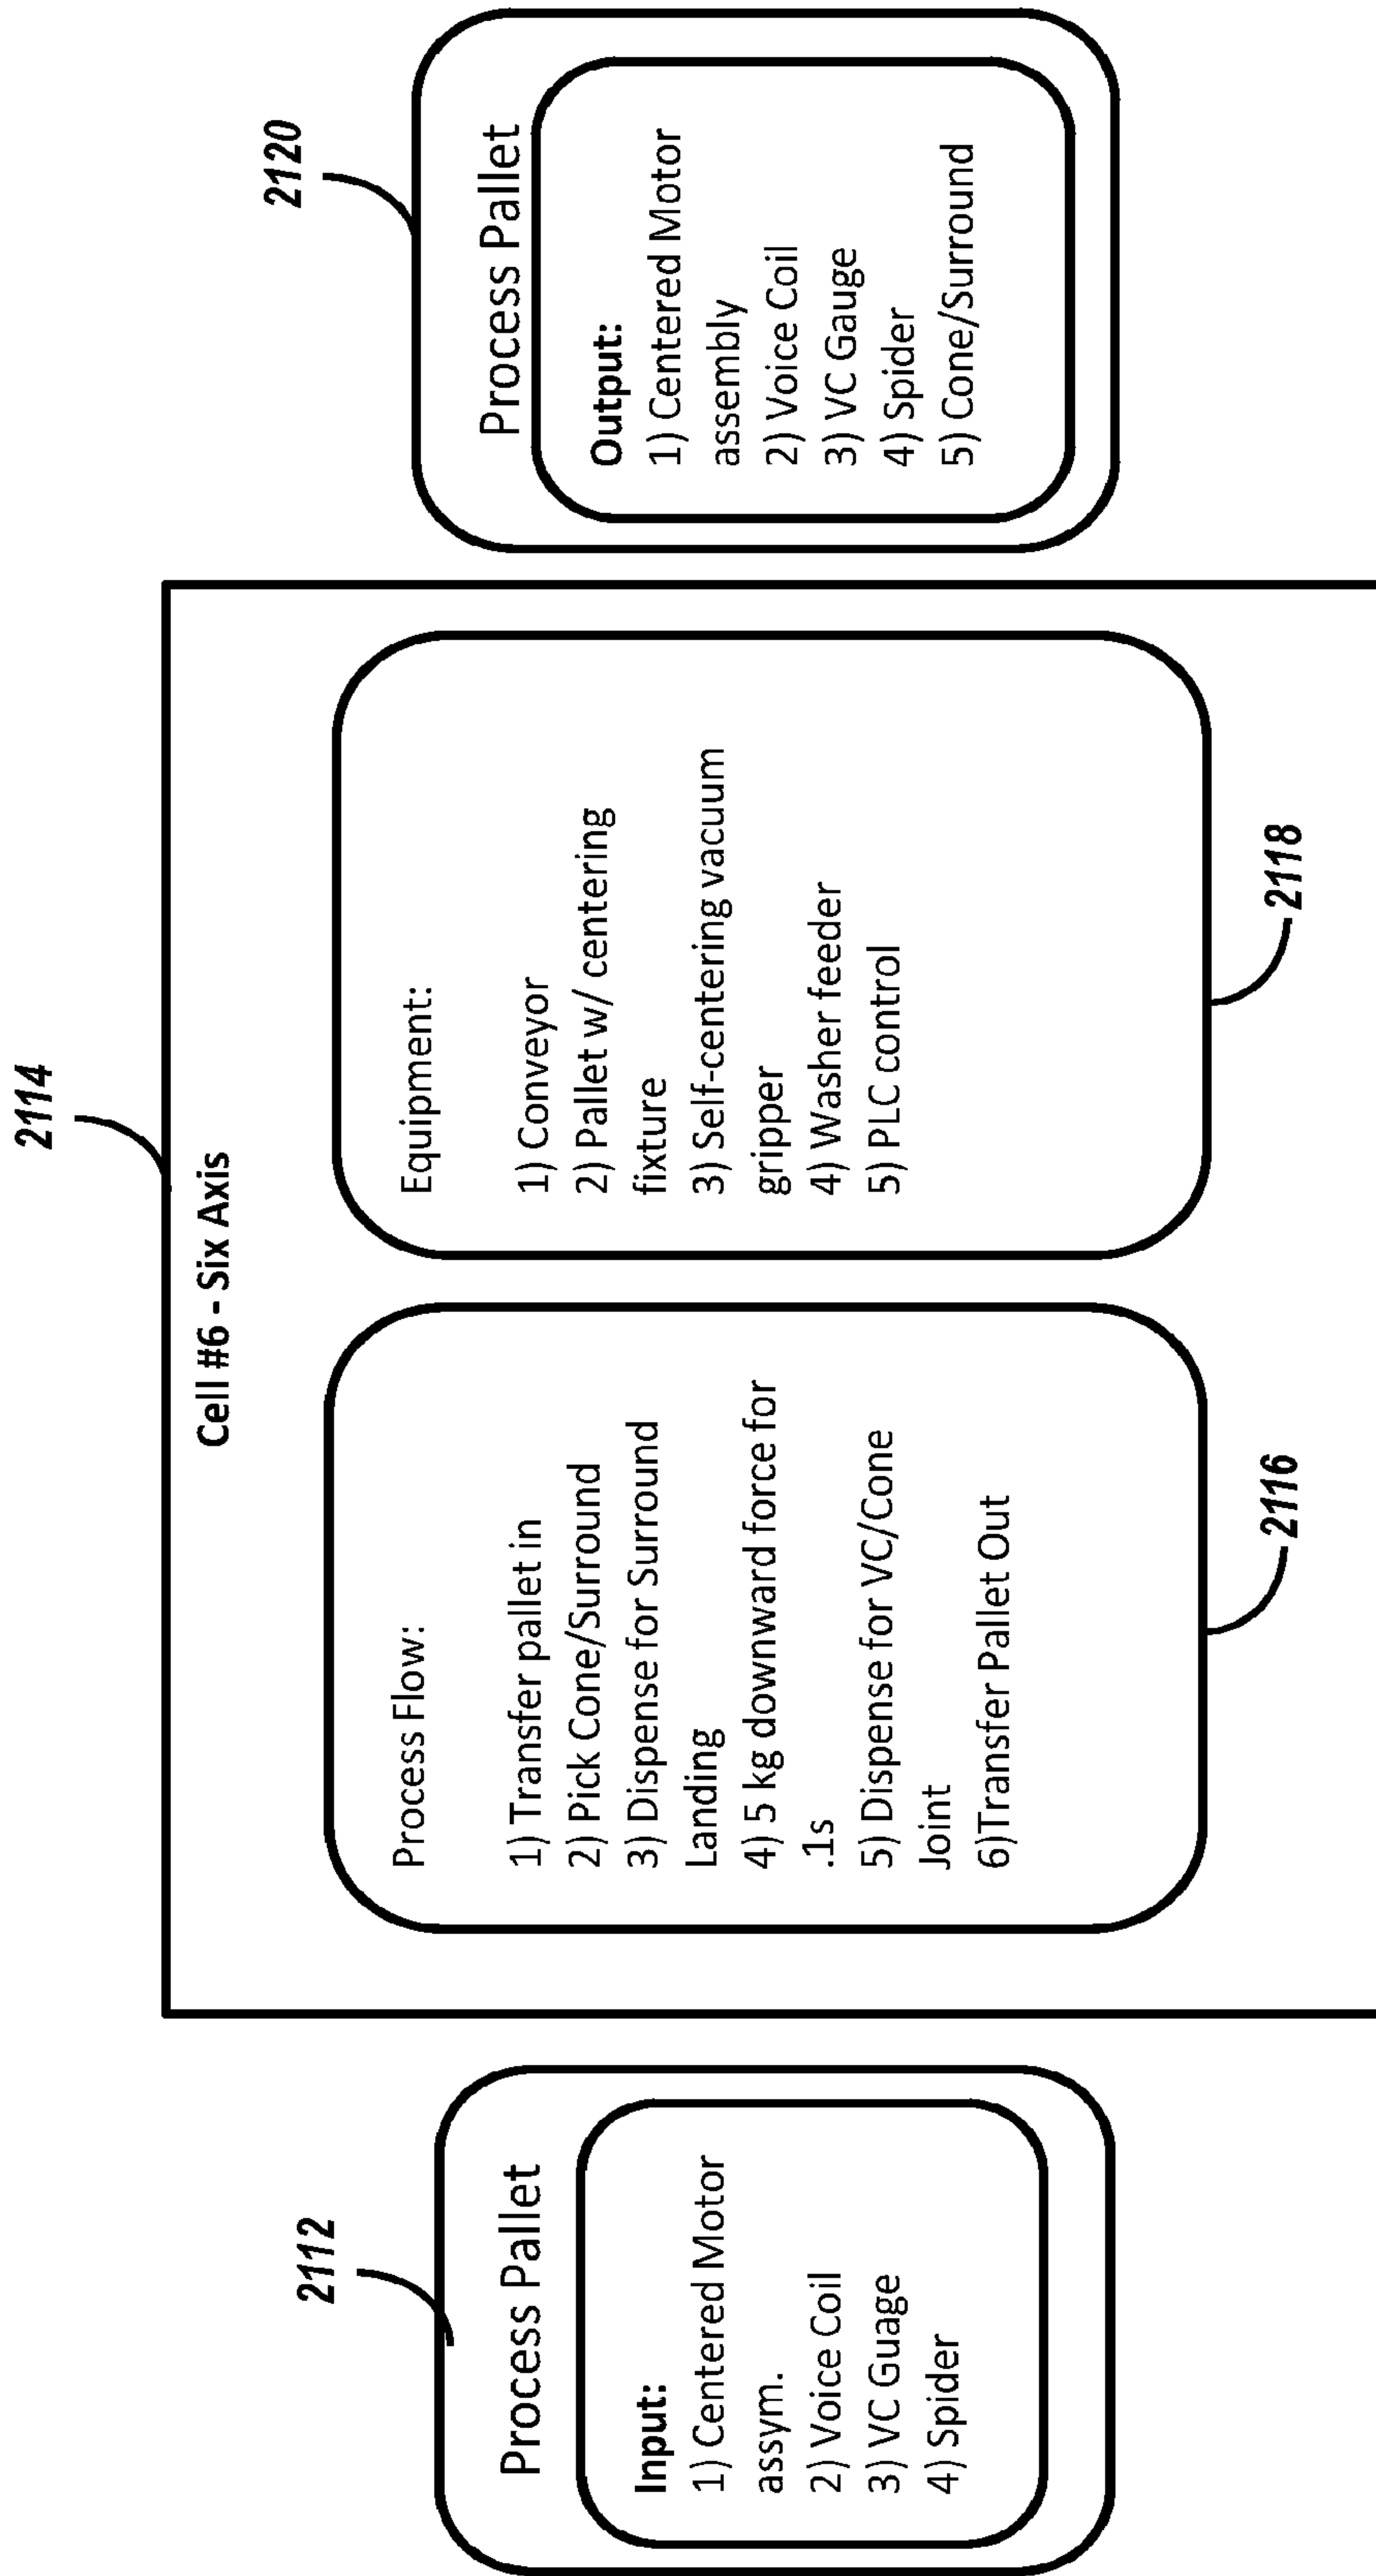 2114
Cell #6 - Six Axis
2112
Process Pallet
Input:
1) Centered Motor
assym.
2) Voice Coil
3) VC Guage
4) Spider
Process Flow:
1) Transfer pallet in
2) Pick Cone/Surround
3) Dispense for Surround
Landing
4) 5 kg downward force for
.1s
5) Dispense for VC/Cone
Joint
6)Transfer Pallet Out
2116
Equipment:
1) Conveyor
2) Pallet w/ centering
fixture
3) Self-centering vacuum
gripper
4) Washer feeder
5) PLC control
2118
2120
Process Pallet
Output:
1) Centered Motor
assembly
2) Voice Coil
3) VC Gauge
4) Spider
5) Cone/Surround